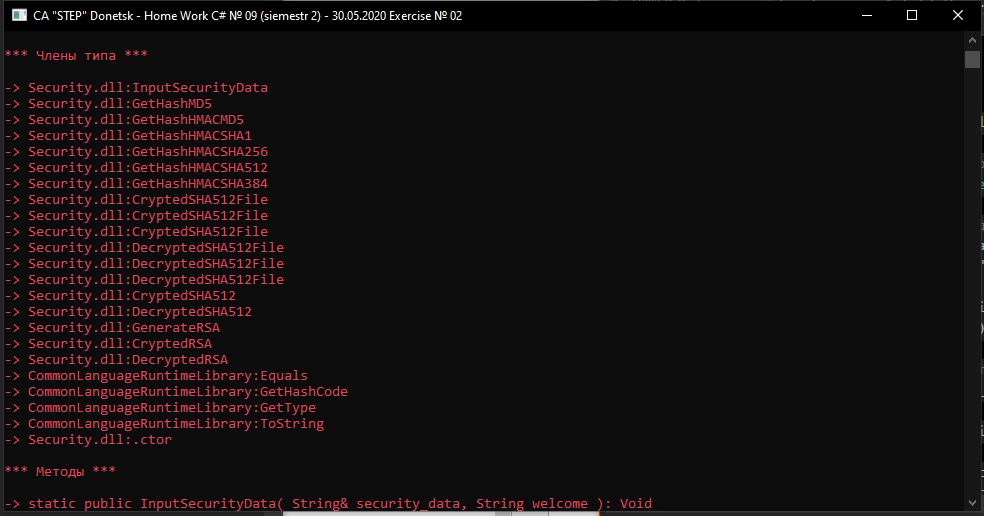 CA "STEP" Donetsk - Home Work C# № 09 (siemestr 2) - 30.05.2020 Exercise № 02
*** Члены типа ***
-> Security.dll:InputSecurityData
-> Security.dll:GetHashMD5
-> Security.dll:GetHashHMACMD5
-> Security.dll:GetHashHMACSHA1
-> Security.dll:GetHashHMACSHA256
-> Security.dll:GetHashHMACSHA512
-> Security.dll:GetHashHMACSHA384
-> Security.dll:CryptedSHA512File
-> Security.dll:CryptedSHA512File
-> Security.dll:CryptedSHA512File
-> Security.dll:DecryptedSHA512File
-> Security.dll:DecryptedSHA512File
-> Security.dll:DecryptedSHA512File
-> Security.dll:CryptedSHA512
-> Security.dll:DecryptedSHA512
-> Security.dll:GenerateRSA
-> Security.dll:CryptedRSA
-> Security.dll:DecryptedRSA
-> CommonLanguageRuntimeLibrary:Equals
-> CommonLanguageRuntimeLibrary:GetHashCode
-> CommonLanguageRuntimeLibrary:GetType
-> CommonLanguageRuntimeLibrary:ToString
-> Security.dll:.ctor
*** Методы ***
-> static public InputSecurityData( String& security_data, String welcome ): Void